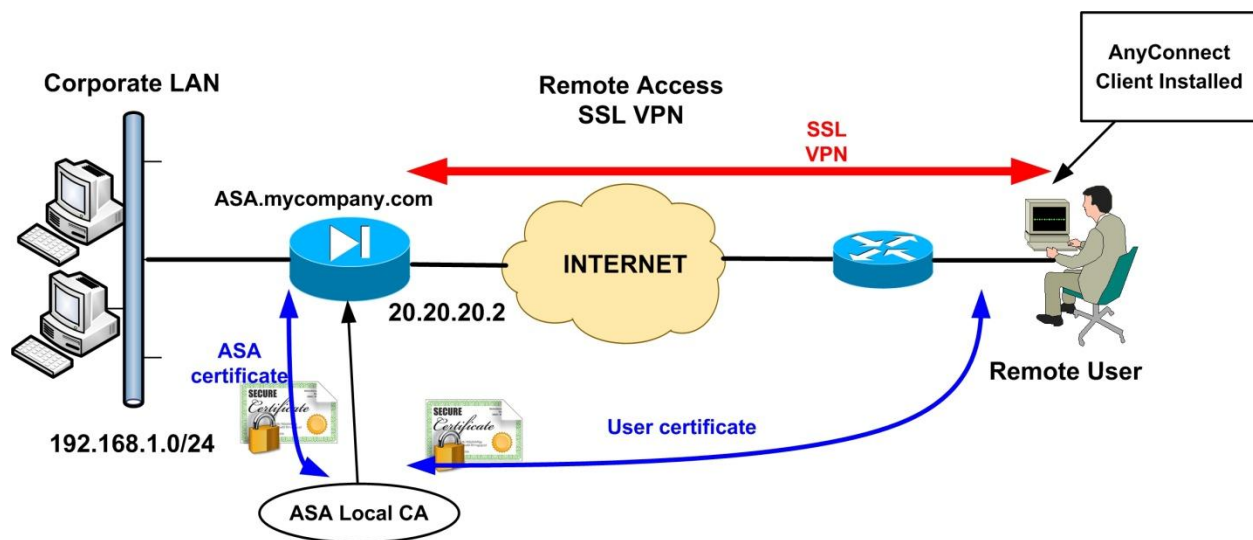 AnyConnect
Client Installed
Corporate LAN
Remote Access
SSL VPN
SSL
VPN
ASA.mycompany.com
INTERNET
20.20.20.2
ASA
certificate
Remote User
SECURE
Certificate
SECURE
Certificate
User certificate
192.168.1.0/24
ASA Local CA